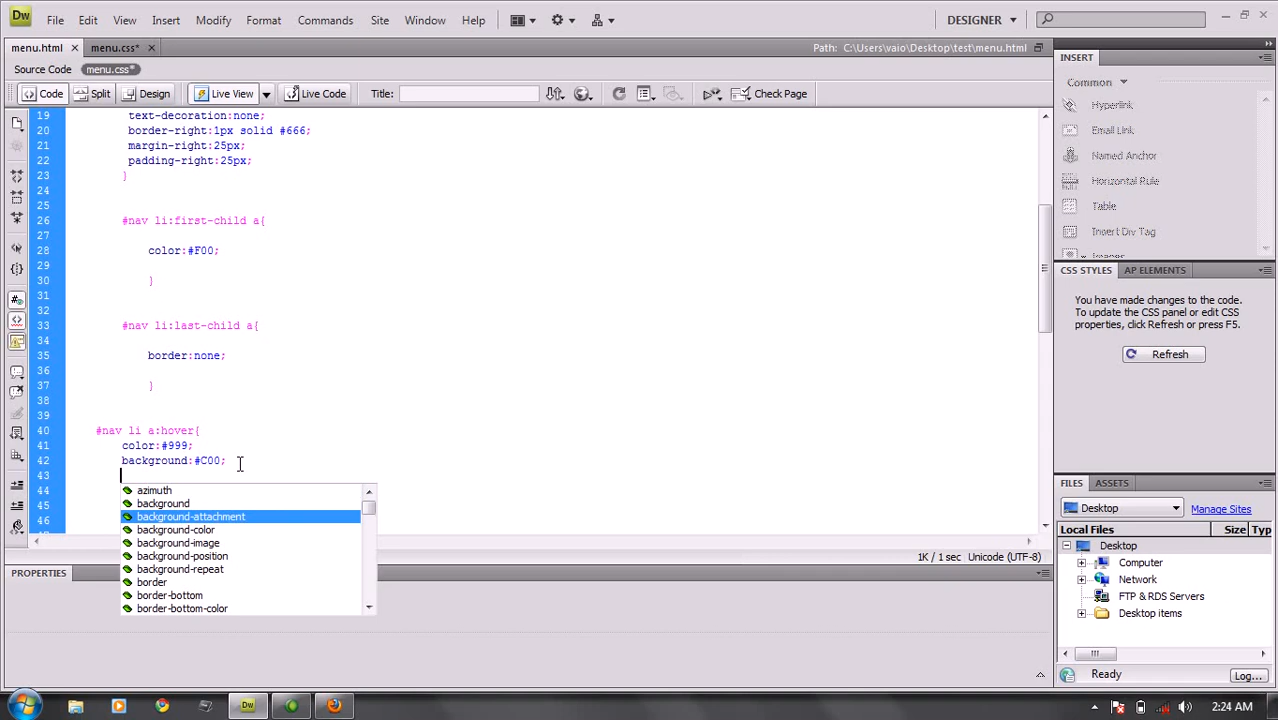 Dw File Edit View Insert Modify Format Commands Site Window Help DESIGNER
menu.html menu.css* Path: C:\Users\vaio\Desktop\test\menu.html
Source Code menu.css*
Code Split Design Live View Live Code Title: Check Page
19 text-decoration:none;
20 border-right:1px solid #666;
21 margin-right:25px;
22 padding-right:25px;
23 }
24
25
26 #nav li:first-child a{
27
28 color:#F00;
29
30 }
31
32
33 #nav li:last-child a{
34
35 border:none;
36
37 }
38
39
40 #nav li a:hover{
41 color:#999;
42 background:#C00;
43
44
45
46
azimuth
background
background-attachment
background-color
background-image
background-position
background-repeat
border
border-bottom
border-bottom-color
1K / 1 sec Unicode (UTF-8)
PROPERTIES
INSERT
Common
Hyperlink
Email Link
Named Anchor
Horizontal Rule
Table
Insert Div Tag
Images
CSS STYLES AP ELEMENTS
You have made changes to the code.
To update the CSS panel or edit CSS
properties, click Refresh or press F5.
Refresh
FILES ASSETS
Desktop Manage Sites
Local Files Size Typ
Desktop
Computer
Network
FTP & RDS Servers
Desktop items
Ready Log...
Dw 2:24 AM